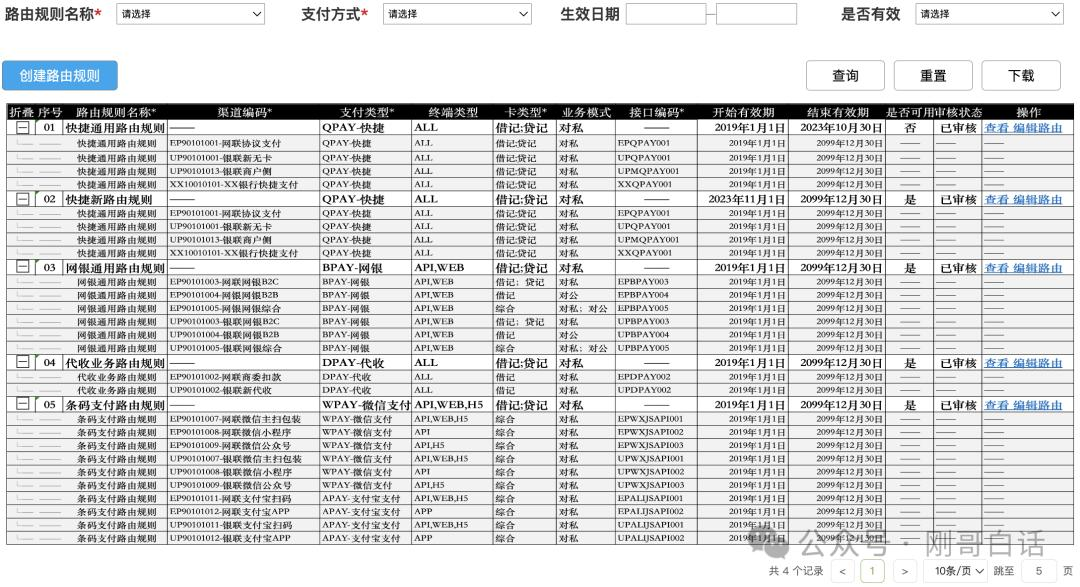 路由规则名称* 请选择 支付方式* 请选择 生效日期 — 是否有效 请选择
创建路由规则 查询 重置 下载
折叠 序号 路由规则名称* 渠道编码* 支付类型* 终端类型 卡类型* 业务模式 接口编码* 开始有效期 结束有效期 是否可用 审核状态 操作
01 快捷通用路由规则 —— QPAY-快捷 ALL 借记;贷记 对私 —— 2019年1月1日 2023年10月30日 否 已审核 查看 编辑路由
—— 快捷通用路由规则 EP90101001-网联协议支付 QPAY-快捷 ALL 借记;贷记 对私 EPQPAY001 2019年1月1日 2099年12月30日 —— —— ——
—— 快捷通用路由规则 UP90101001-银联新无卡 QPAY-快捷 ALL 借记;贷记 对私 UPQPAY001 2019年1月1日 2099年12月30日 —— —— ——
—— 快捷通用路由规则 UP90101013-银联商户侧 QPAY-快捷 ALL 借记;贷记 对私 UPMQPAY001 2019年1月1日 2099年12月30日 —— —— ——
—— 快捷通用路由规则 XX10010101-XX银行快捷支付 QPAY-快捷 ALL 借记;贷记 对私 XXQPAY001 2019年1月1日 2099年12月30日 —— —— ——
02 快捷新路由规则 —— QPAY-快捷 ALL 借记;贷记 对私 —— 2023年11月1日 2099年12月30日 是 已审核 查看 编辑路由
—— 快捷通用路由规则 EP90101001-网联协议支付 QPAY-快捷 ALL 借记;贷记 对私 EPQPAY001 2019年1月1日 2099年12月30日 —— —— ——
—— 快捷通用路由规则 UP90101001-银联新无卡 QPAY-快捷 ALL 借记;贷记 对私 UPQPAY001 2019年1月1日 2099年12月30日 —— —— ——
—— 快捷通用路由规则 UP90101013-银联商户侧 QPAY-快捷 ALL 借记;贷记 对私 UPMQPAY001 2019年1月1日 2099年12月30日 —— —— ——
—— 快捷通用路由规则 XX10010101-XX银行快捷支付 QPAY-快捷 ALL 借记;贷记 对私 XXQPAY001 2019年1月1日 2099年12月30日 —— —— ——
03 网银通用路由规则 —— BPAY-网银 API,WEB 借记;贷记 对私 —— 2019年1月1日 2099年12月30日 是 已审核 查看 编辑路由
—— 网银通用路由规则 EP90101003-网联网银B2C BPAY-网银 API,WEB 借记；贷记 对私 EPBPAY003 2019年1月1日 2099年12月30日 —— —— ——
—— 网银通用路由规则 EP90101004-网银网银B2B BPAY-网银 API,WEB 借记 对公 EPBPAY004 2019年1月1日 2099年12月30日 —— —— ——
—— 网银通用路由规则 EP90101005-网银网银综合 BPAY-网银 API,WEB 综合 对私；对公 EPBPAY005 2019年1月1日 2099年12月30日 —— —— ——
—— 网银通用路由规则 UP90101003-银联网银B2C BPAY-网银 API,WEB 借记；贷记 对私 UPBPAY003 2019年1月1日 2099年12月30日 —— —— ——
—— 网银通用路由规则 UP90101004-银联网银B2B BPAY-网银 API,WEB 借记 对公 UPBPAY004 2019年1月1日 2099年12月30日 —— —— ——
—— 网银通用路由规则 UP90101005-银联网银综合 BPAY-网银 API,WEB 综合 对私；对公 UPBPAY005 2019年1月1日 2099年12月30日 —— —— ——
04 代收业务路由规则 —— DPAY-代收 ALL 借记;贷记 对私 —— 2019年1月1日 2099年12月30日 是 已审核 查看 编辑路由
—— 代收业务路由规则 EP90101002-网联商委扣款 DPAY-代收 ALL 借记 对私 EPDPAY002 2019年1月1日 2099年12月30日 —— —— ——
—— 代收业务路由规则 UP90101002-银联新代收 DPAY-代收 ALL 借记 对私 UPDPAY002 2019年1月1日 2099年12月30日 —— —— ——
05 条码支付路由规则 —— WPAY-微信支付 API,WEB,H5 借记;贷记 对私 —— 2019年1月1日 2099年12月30日 是 已审核 查看 编辑路由
—— 条码支付路由规则 EP90101007-网联微信主扫包装 WPAY-微信支付 API,WEB,H5 综合 对私 EPWXJSAPI001 2019年1月1日 2099年12月30日 —— —— ——
—— 条码支付路由规则 EP90101008-网联微信小程序 WPAY-微信支付 API 综合 对私 EPWXJSAPI002 2019年1月1日 2099年12月30日 —— —— ——
—— 条码支付路由规则 EP90101009-网联微信公众号 WPAY-微信支付 API,H5 综合 对私 EPWXJSAPI003 2019年1月1日 2099年12月30日 —— —— ——
—— 条码支付路由规则 UP90101007-银联微信主扫包装 WPAY-微信支付 API,WEB,H5 综合 对私 UPWXJSAPI001 2019年1月1日 2099年12月30日 —— —— ——
—— 条码支付路由规则 UP90101008-银联微信小程序 WPAY-微信支付 API 综合 对私 UPWXJSAPI002 2019年1月1日 2099年12月30日 —— —— ——
—— 条码支付路由规则 UP90101009-银联微信公众号 WPAY-微信支付 API,H5 综合 对私 UPWXJSAPI003 2019年1月1日 2099年12月30日 —— —— ——
—— 条码支付路由规则 EP90101011-网联支付宝扫码 APAY-支付宝支付 API,WEB,H5 综合 对私 EPALIJSAPI001 2019年1月1日 2099年12月30日 —— —— ——
—— 条码支付路由规则 EP90101012-网联支付宝APP APAY-支付宝支付 APP 综合 对私 EPALIJSAPI002 2019年1月1日 2099年12月30日 —— —— ——
—— 条码支付路由规则 UP90101011-银联支付宝扫码 APAY-支付宝支付 API,WEB,H5 综合 对私 UPALIJSAPI001 2019年1月1日 2099年12月30日 —— —— ——
—— 条码支付路由规则 UP90101012-银联支付宝APP APAY-支付宝支付 APP 综合 对私 UPALIJSAPI002 2019年1月1日 2099年12月30日 —— —— ——
公众号 · 刚哥白话
共 4 个记录 < 1 > 10条/页 跳至 5 页